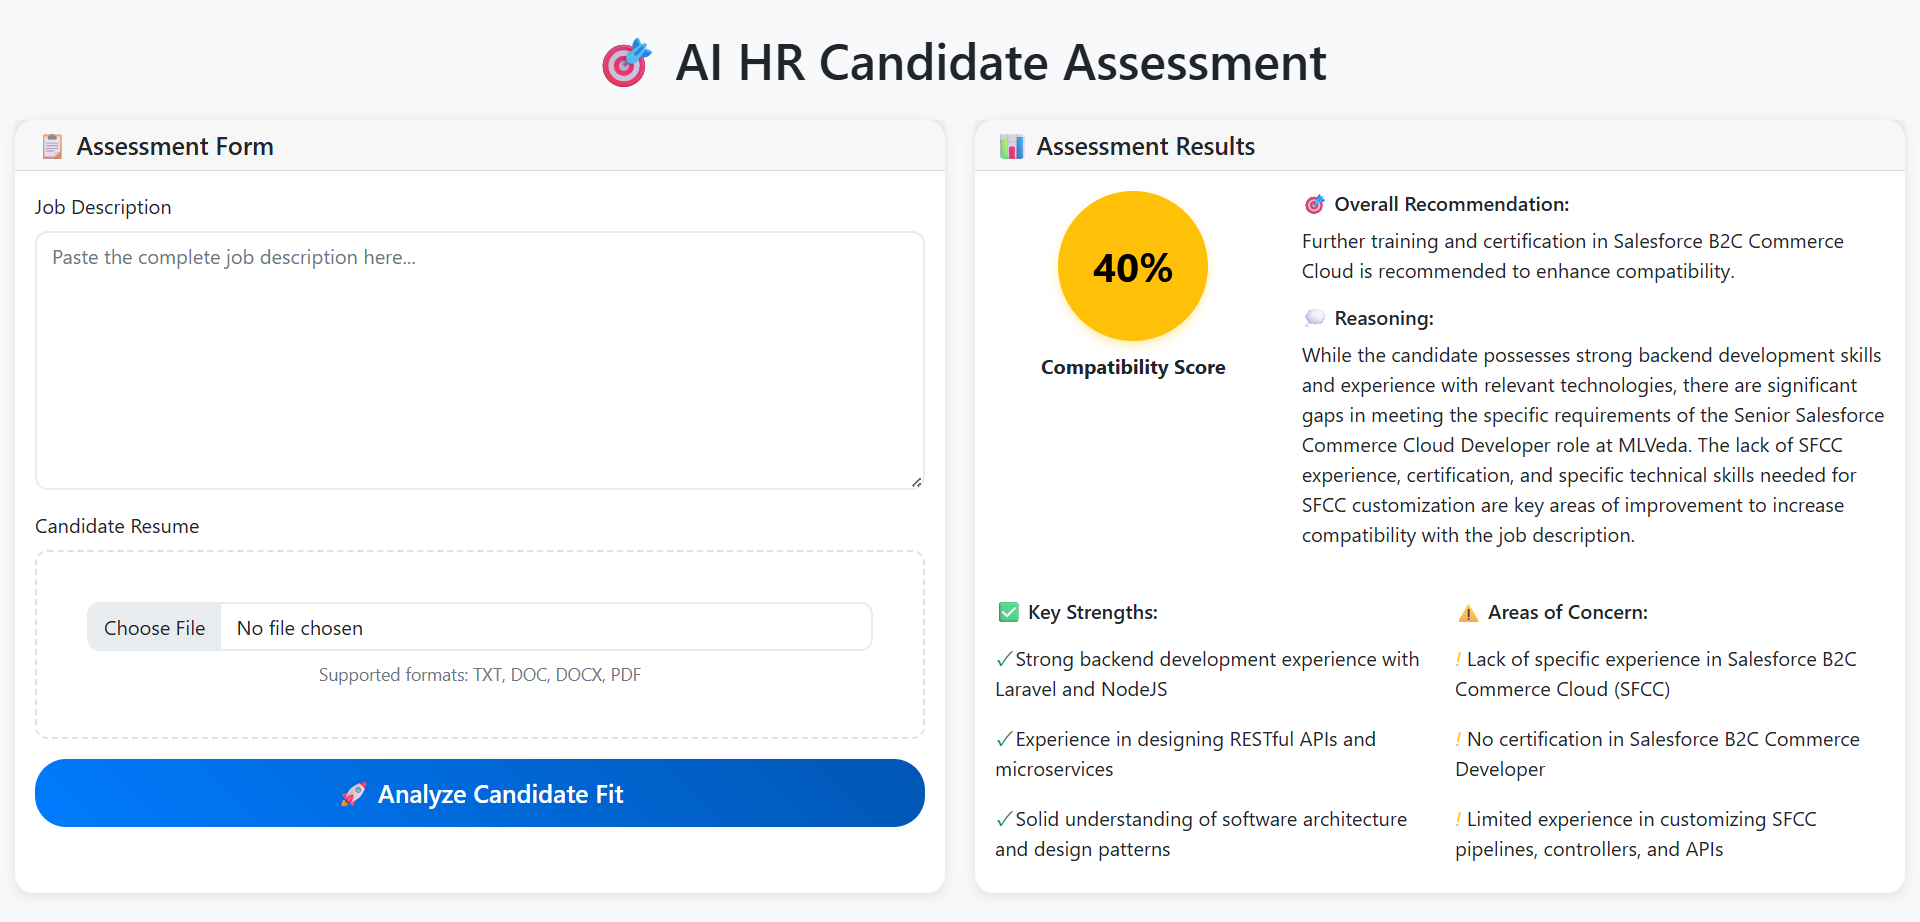 AI HR Candidate Assessment
Assessment Form
Job Description
Paste the complete job description here...
Candidate Resume
Choose File No file chosen
Supported formats: TXT, DOC, DOCX, PDF
Analyze Candidate Fit
Assessment Results
40%
Compatibility Score
Overall Recommendation:
Further training and certification in Salesforce B2C Commerce
Cloud is recommended to enhance compatibility.
Reasoning:
While the candidate possesses strong backend development skills
and experience with relevant technologies, there are significant
gaps in meeting the specific requirements of the Senior Salesforce
Commerce Cloud Developer role at MLVeda. The lack of SFCC
experience, certification, and specific technical skills needed for
SFCC customization are key areas of improvement to increase
compatibility with the job description.
Key Strengths:
✓Strong backend development experience with
Laravel and NodeJS
✓Experience in designing RESTful APIs and
microservices
✓Solid understanding of software architecture
and design patterns
Areas of Concern:
! Lack of specific experience in Salesforce B2C
Commerce Cloud (SFCC)
! No certification in Salesforce B2C Commerce
Developer
! Limited experience in customizing SFCC
pipelines, controllers, and APIs